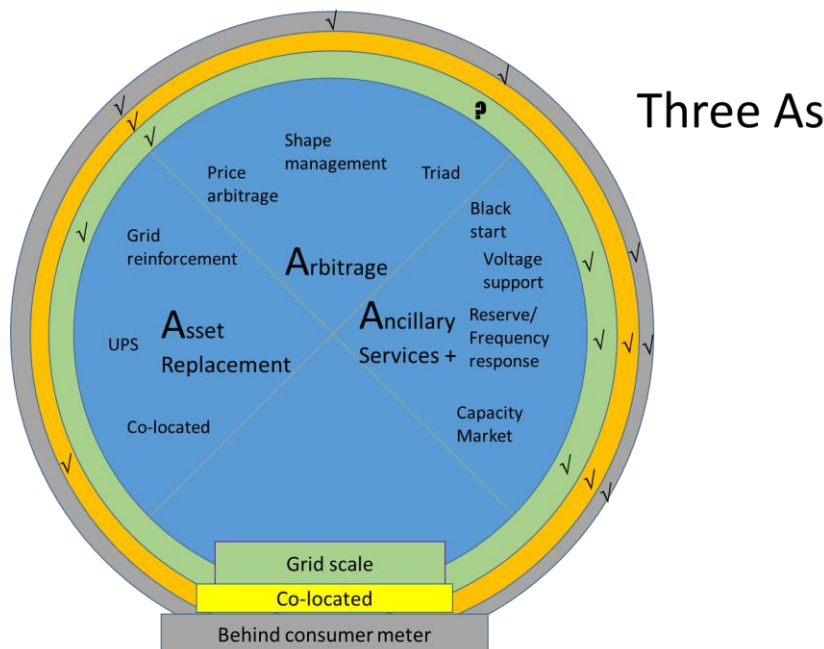 Three As
√
√
√
√
√
?
Shape
management
Price
arbitrage
Triad
Arbitrage
Black
start
Voltage
support
√
√
Ancillary
Services +
Reserve/
Frequency
response
√
√
√
Capacity
Market
√
√
√
√
Grid
reinforcement
UPS
Asset
Replacement
Co-located
√
Grid scale
Co-located
Behind consumer meter